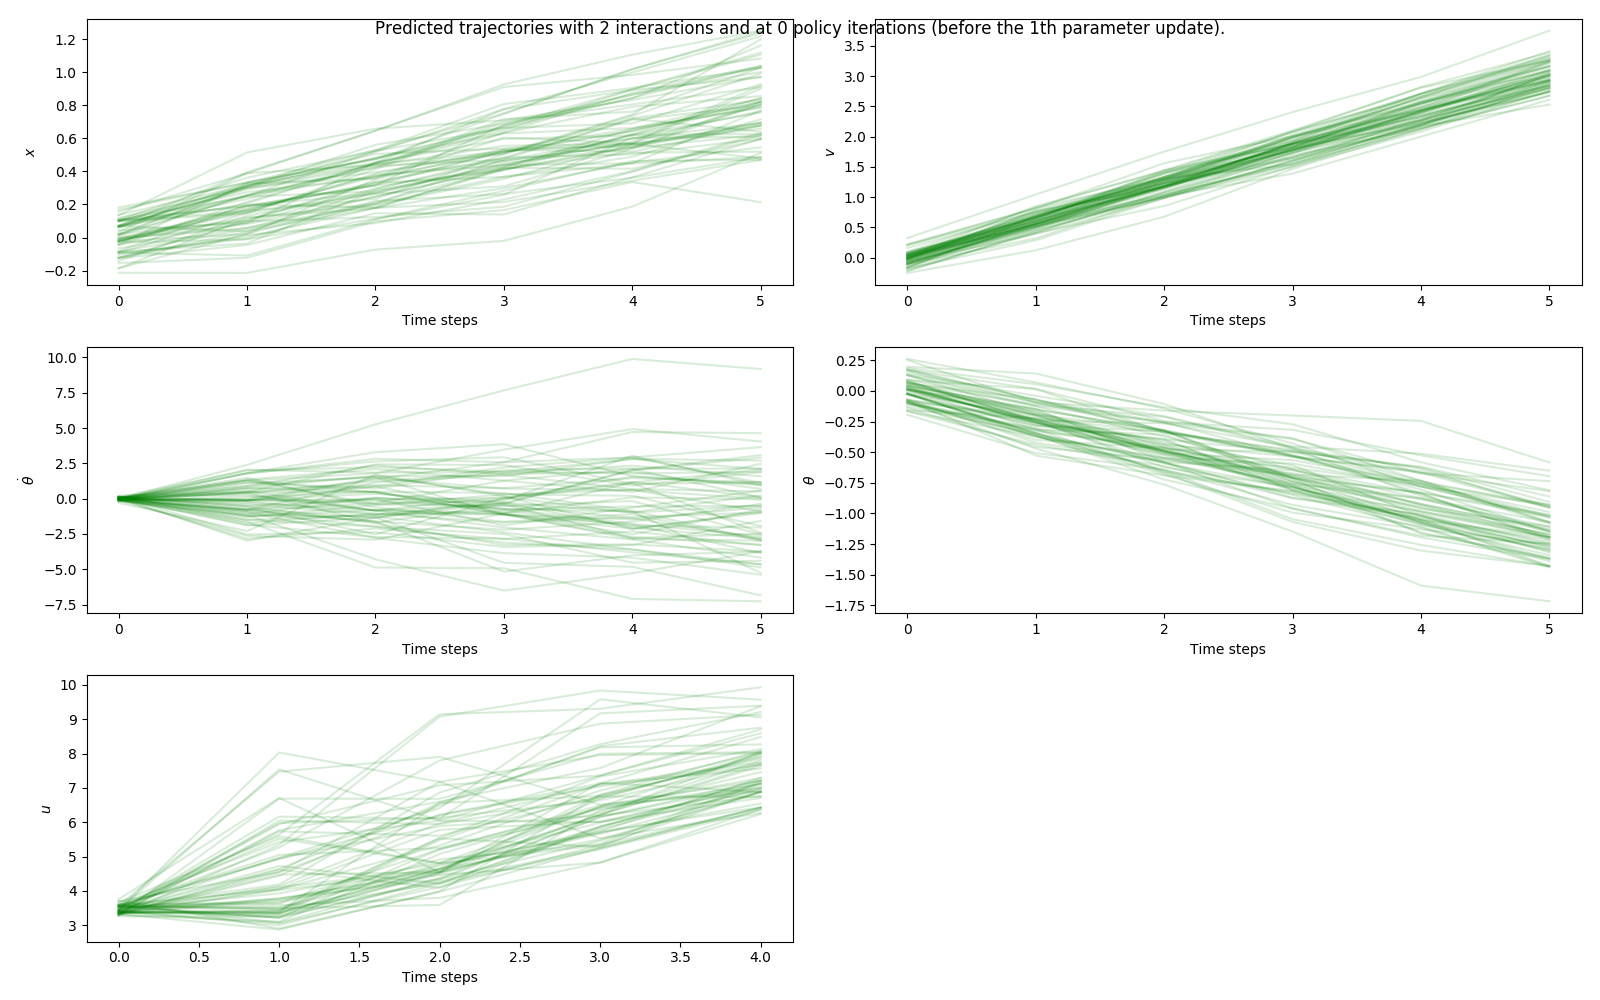 Predicted trajectories with 2 interactions and at 0 policy iterations (before the 1th parameter update).
1.2
1.0
0.8
0.6
0.4
0.2
0.0
−0.2
x
0 1 2 3 4 5
Time steps
3.5
3.0
2.5
2.0
1.5
1.0
0.5
0.0
v
0 1 2 3 4 5
Time steps
10.0
7.5
5.0
2.5
0.0
−2.5
−5.0
−7.5
θ̇
0 1 2 3 4 5
Time steps
0.25
0.00
−0.25
−0.50
−0.75
−1.00
−1.25
−1.50
−1.75
θ
0 1 2 3 4 5
Time steps
10
9
8
7
6
5
4
3
u
0.0 0.5 1.0 1.5 2.0 2.5 3.0 3.5 4.0
Time steps